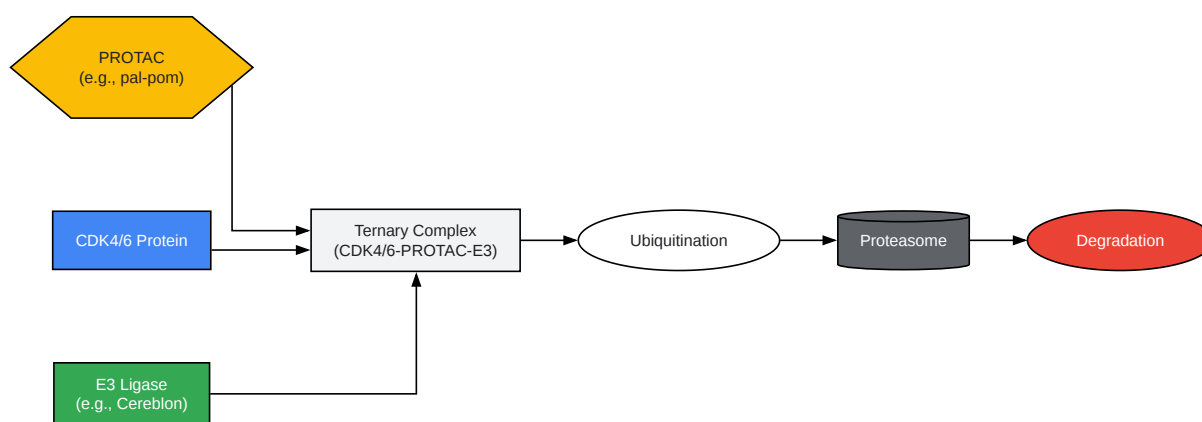 PROTAC
(e.g., pal-pom)
CDK4/6 Protein
Ternary Complex
(CDK4/6-PROTAC-E3)
Ubiquitination
Proteasome
Degradation
E3 Ligase
(e.g., Cereblon)